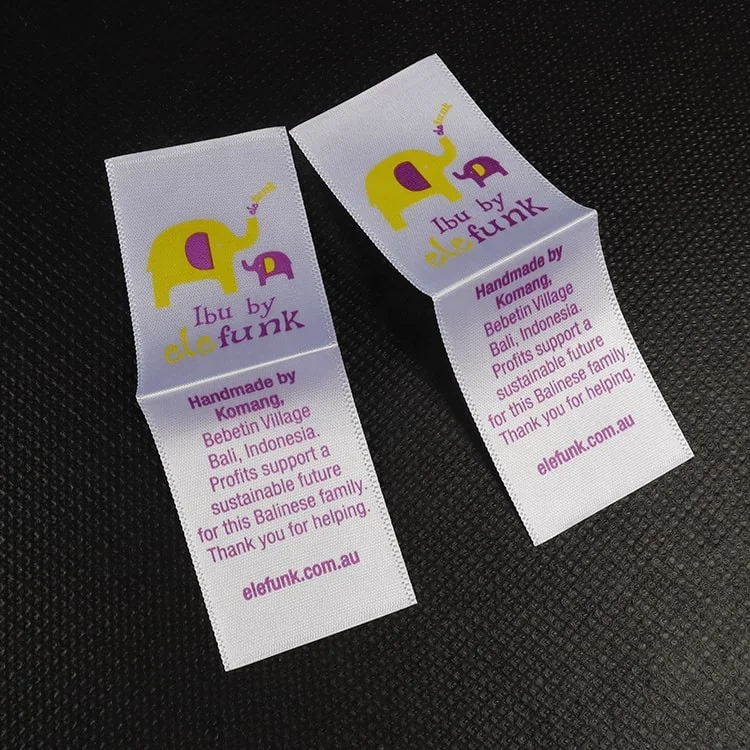 elefunk
Ibu by
elefunk
Handmade by
Komang,
Bebetin Village
Bali, Indonesia.
Profits support a
sustainable future
for this Balinese family.
Thank you for helping.
elefunk.com.au
elefunk
Ibu by
elefunk
Handmade by
Komang,
Bebetin Village
Bali, Indonesia.
Profits support a
sustainable future
for this Balinese family.
Thank you for helping.
elefunk.com.au